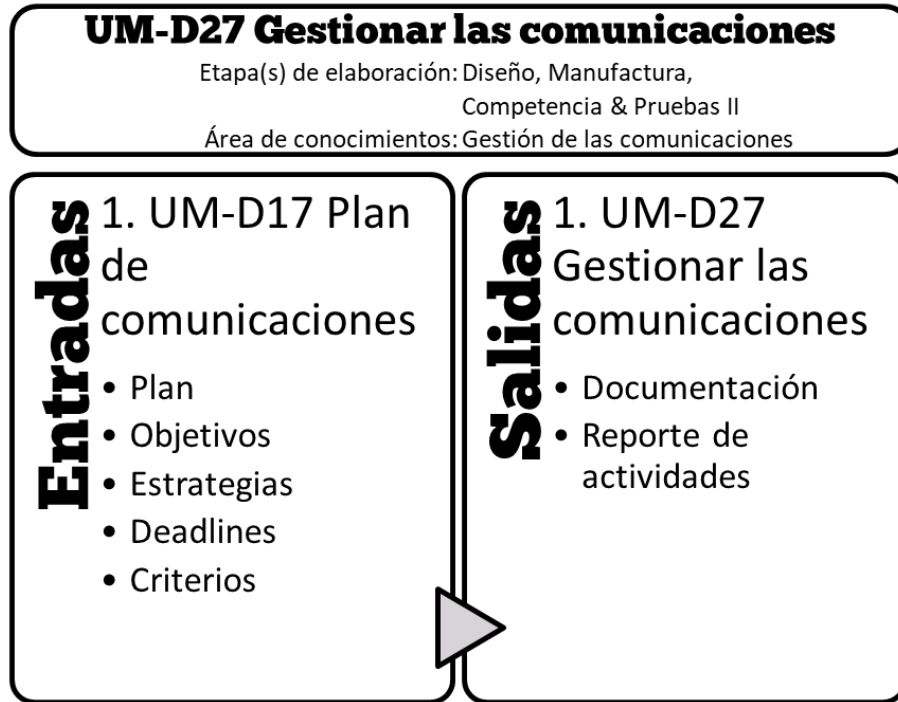 UM-D27 Gestionar las comunicaciones
Etapa(s) de elaboración: Diseño, Manufactura,
Competencia & Pruebas II
Área de conocimientos: Gestión de las comunicaciones
Entradas
1. UM-D17 Plan
de
comunicaciones
• Plan
• Objetivos
• Estrategias
• Deadlines
• Criterios
Salidas
1. UM-D27
Gestionar las
comunicaciones
• Documentación
• Reporte de
actividades